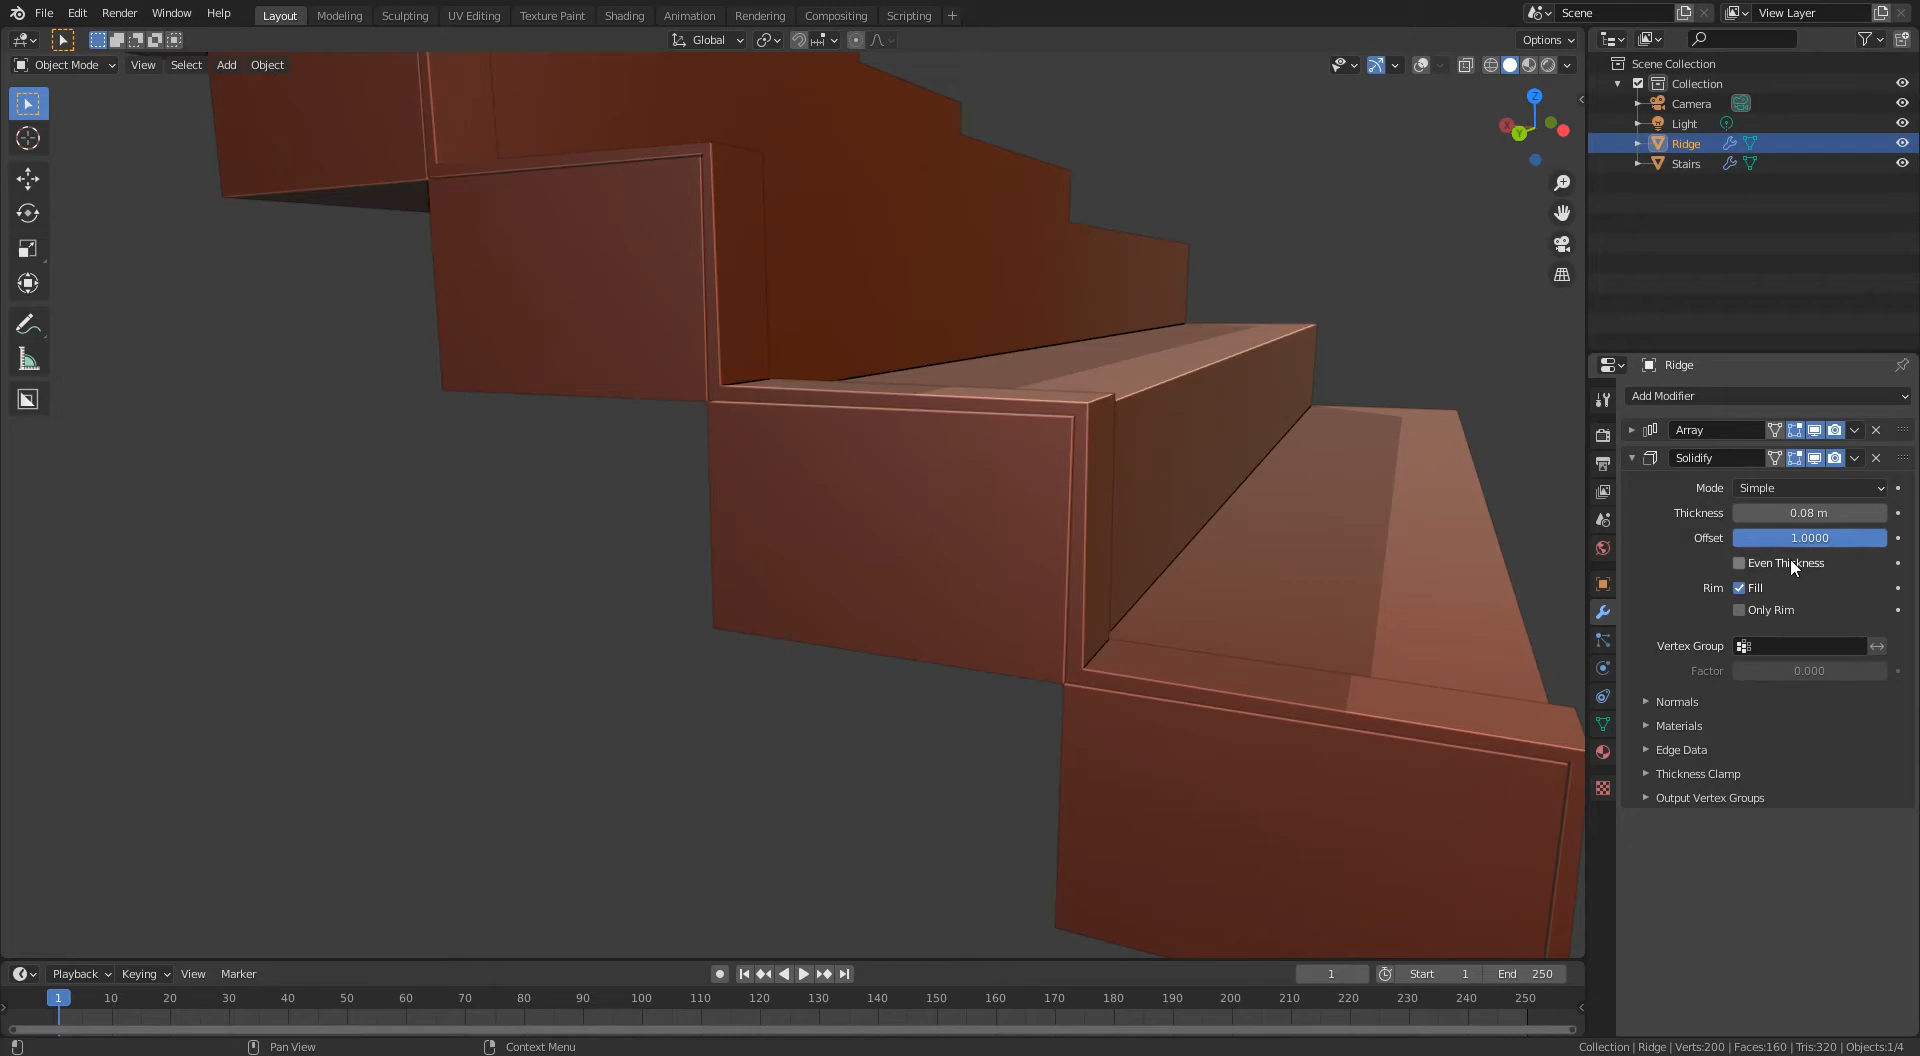 File Edit Render Window Help Layout Modeling Sculpting UV Editing Texture Paint Shading Animation Rendering Compositing Scripting + Scene View Layer
Global Options
Object Mode View Select Add Object
Z
X
Y
Scene Collection
Collection
Camera
Light
Ridge
Stairs
Ridge
Add Modifier
Array
Solidify
Mode Simple
Thickness 0.08 m
Offset 1.0000
Even Thickness
Rim Fill
Only Rim
Vertex Group
Factor 0.000
Normals
Materials
Edge Data
Thickness Clamp
Output Vertex Groups
Playback Keying View Marker 1 Start 1 End 250
1 10 20 30 40 50 60 70 80 90 100 110 120 130 140 150 160 170 180 190 200 210 220 230 240 250
Pan View Context Menu Collection | Ridge | Verts:200 | Faces:160 | Tris:320 | Objects:1/4